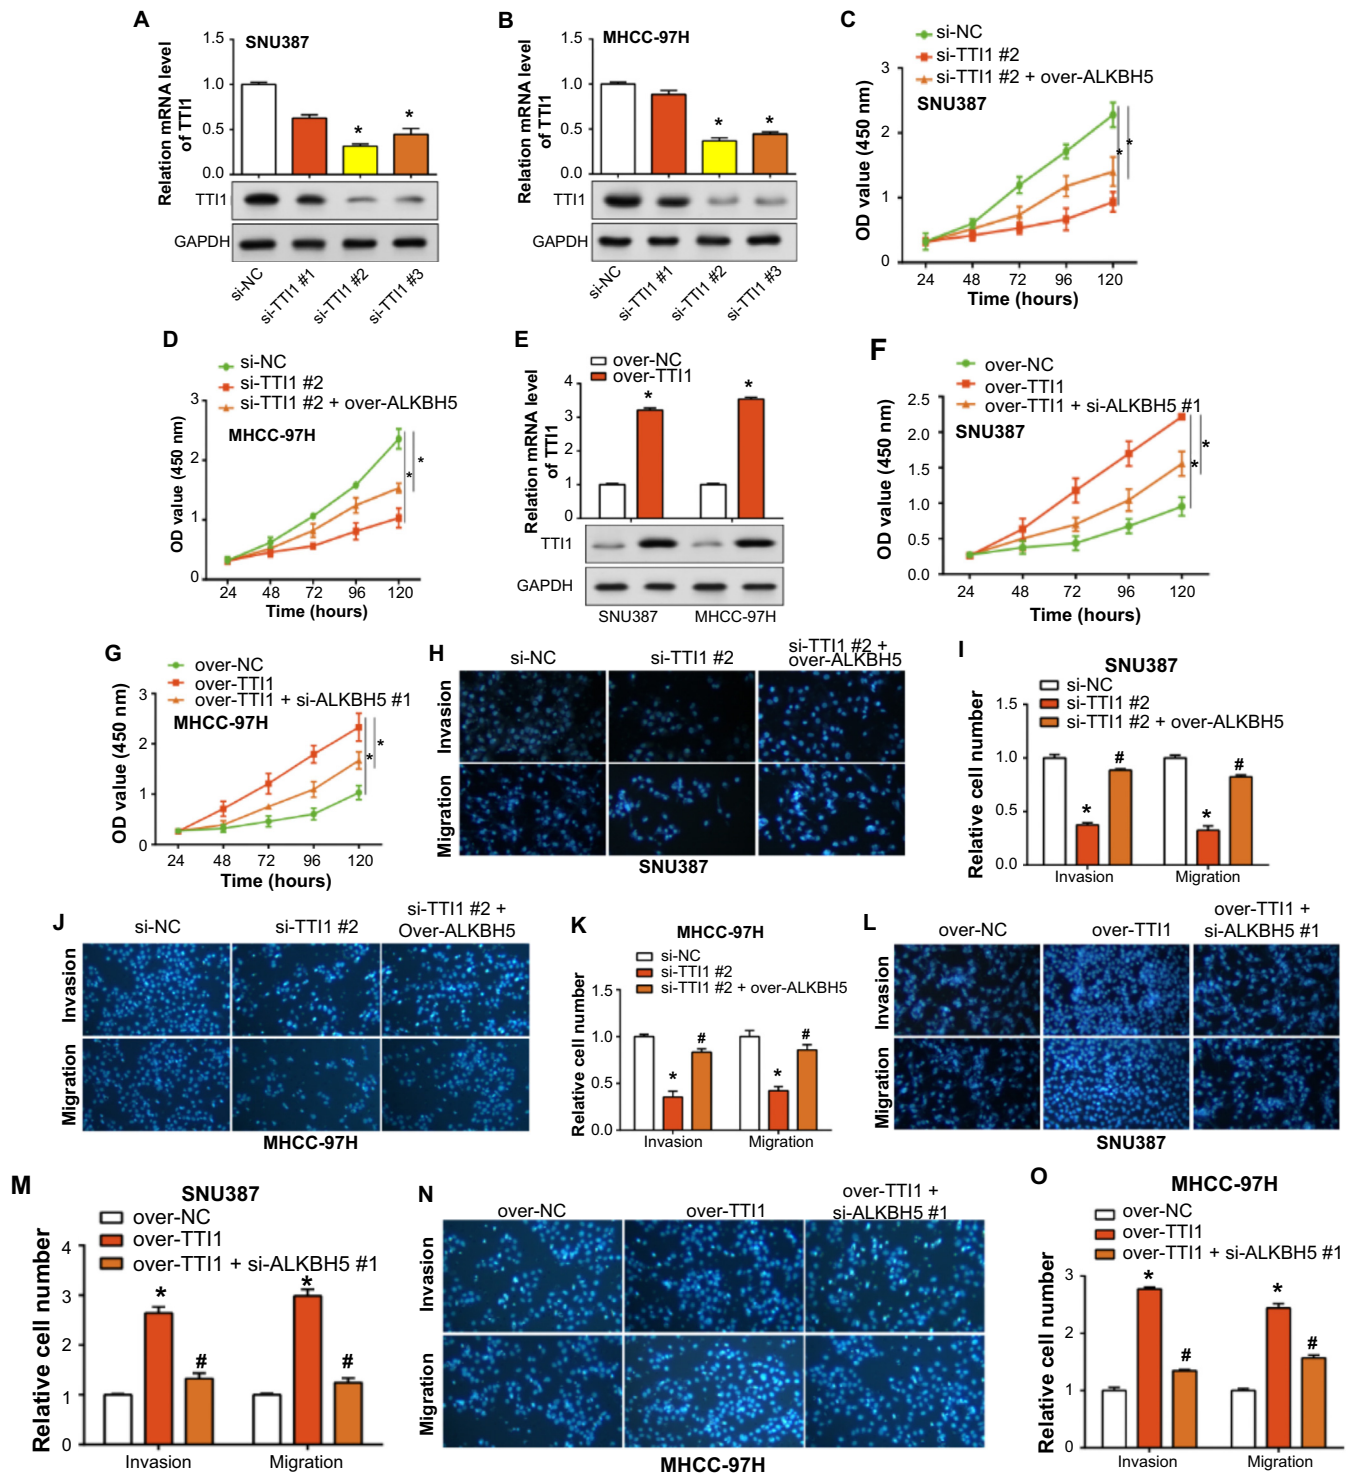 A
SNU387
Relation mRNA level
of TTI1
1.5
1.0
0.5
0.0
*
*
TTI1
GAPDH
si-NC
si-TTI1 #1
si-TTI1 #2
si-TTI1 #3
B
MHCC-97H
Relation mRNA level
of TTI1
1.5
1.0
0.5
0.0
*
*
TTI1
GAPDH
si-NC
si-TTI1 #1
si-TTI1 #2
si-TTI1 #3
C
si-NC
si-TTI1 #2
si-TTI1 #2 + over-ALKBH5
SNU387
OD value (450 nm)
3
2
1
0
*
*
24 48 72 96 120
Time (hours)
D
si-NC
si-TTI1 #2
si-TTI1 #2 + over-ALKBH5
MHCC-97H
OD value (450 nm)
3
2
1
0
*
*
24 48 72 96 120
Time (hours)
E
over-NC
over-TTI1
Relation mRNA level
of TTI1
4
3
2
1
0
*
*
TTI1
GAPDH
SNU387 MHCC-97H
F
over-NC
over-TTI1
over-TTI1 + si-ALKBH5 #1
SNU387
OD value (450 nm)
2.5
2.0
1.5
1.0
0.5
0.0
*
*
24 48 72 96 120
Time (hours)
G
over-NC
over-TTI1
over-TTI1 + si-ALKBH5 #1
MHCC-97H
OD value (450 nm)
3
2
1
0
*
*
24 48 72 96 120
Time (hours)
H
si-NC
si-TTI1 #2
si-TTI1 #2 +
over-ALKBH5
Invasion
Migration
SNU387
I
SNU387
si-NC
si-TTI1 #2
si-TTI1 #2 + over-ALKBH5
Relative cell number
1.5
1.0
0.5
0.0
*
#
*
#
Invasion Migration
J
si-NC
si-TTI1 #2
si-TTI1 #2 +
Over-ALKBH5
Invasion
Migration
MHCC-97H
K
MHCC-97H
si-NC
si-TTI1 #2
si-TTI1 #2 + over-ALKBH5
Relative cell number
1.5
1.0
0.5
0.0
*
#
*
#
Invasion Migration
L
over-NC
over-TTI1
over-TTI1 +
si-ALKBH5 #1
Invasion
Migration
SNU387
M
SNU387
over-NC
over-TTI1
over-TTI1 + si-ALKBH5 #1
Relative cell number
4
3
2
1
0
*
#
*
#
Invasion Migration
N
over-NC
over-TTI1
over-TTI1 +
si-ALKBH5 #1
Invasion
Migration
MHCC-97H
O
MHCC-97H
over-NC
over-TTI1
over-TTI1 + si-ALKBH5 #1
Relative cell number
3
2
1
0
*
#
*
#
Invasion Migration